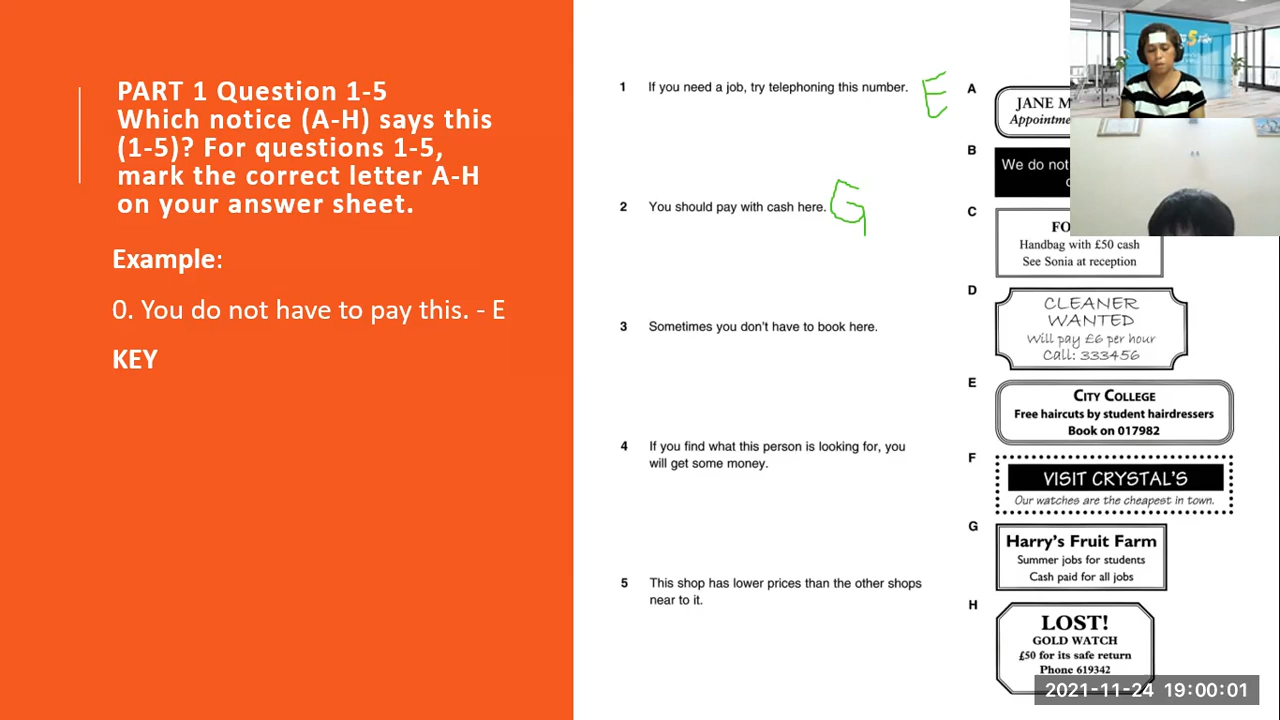 PART 1 Question 1-5
Which notice (A-H) says this
(1-5)? For questions 1-5,
mark the correct letter A-H
on your answer sheet.
Example:
0. You do not have to pay this. - E
KEY
1 If you need a job, try telephoning this number. E
2 You should pay with cash here. G
3 Sometimes you don't have to book here.
4 If you find what this person is looking for, you
will get some money.
5 This shop has lower prices than the other shops
near to it.
A
JANE M
B
We do not
C
FO
Handbag with £50 cash
See Sonia at reception
D
CLEANER
WANTED
Will pay £6 per hour
Call: 333456
E
CITY COLLEGE
Free haircuts by student hairdressers
Book on 017982
F
VISIT CRYSTAL'S
Our watches are the cheapest in town.
G
Harry's Fruit Farm
Summer jobs for students
Cash paid for all jobs
H
LOST!
GOLD WATCH
£50 for its safe return
Phone 619342
2021-11-24 19:00:01